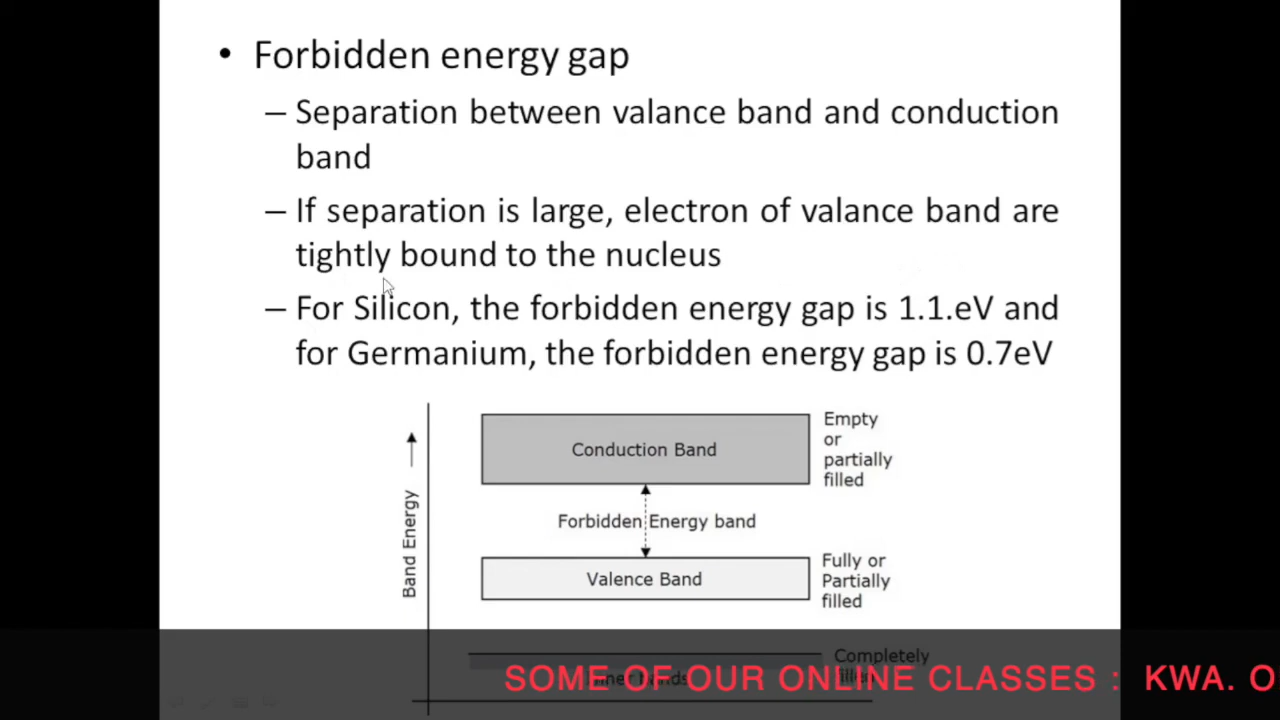 • Forbidden energy gap
– Separation between valance band and conduction
band
– If separation is large, electron of valance band are
tightly bound to the nucleus
– For Silicon, the forbidden energy gap is 1.1.eV and
for Germanium, the forbidden energy gap is 0.7eV
Band Energy
Conduction Band
Empty
or
partially
filled
Forbidden Energy band
Valence Band
Fully or
Partially
filled
Completely
SOME OF OUR ONLINE CLASSES : KWA. O